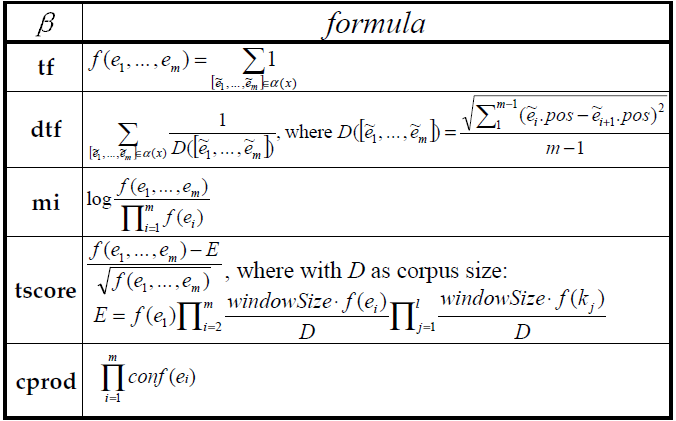 β formula
tf f(e₁,…,eₘ) = ∑_{[ẽ₁,…,ẽₘ]∈α(x)} 1
dtf ∑_{[ẽ₁,…,ẽₘ]∈α(x)} 1 / D([ẽ₁,…,ẽₘ]), where D([ẽ₁,…,ẽₘ]) = √(∑₁^{m−1}(ẽᵢ.pos − ẽᵢ₊₁.pos)²) / (m−1)
mi log f(e₁,…,eₘ) / ∏ᵢ₌₁^m f(eᵢ)
tscore (f(e₁,…,eₘ) − E) / √f(e₁,…,eₘ), where with D as corpus size:
E = f(e₁)∏ᵢ₌₂^m (windowSize·f(eᵢ) / D) ∏ⱼ₌₁^l (windowSize·f(kⱼ) / D)
cprod ∏ᵢ₌₁^m conf(eᵢ)